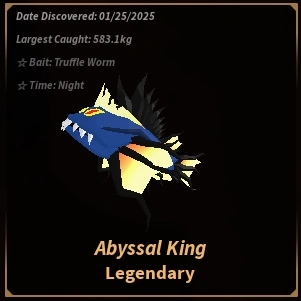 Date Discovered: 01/25/2025
Largest Caught: 583.1kg
☆ Bait: Truffle Worm
☆ Time: Night
Abyssal King
Legendary